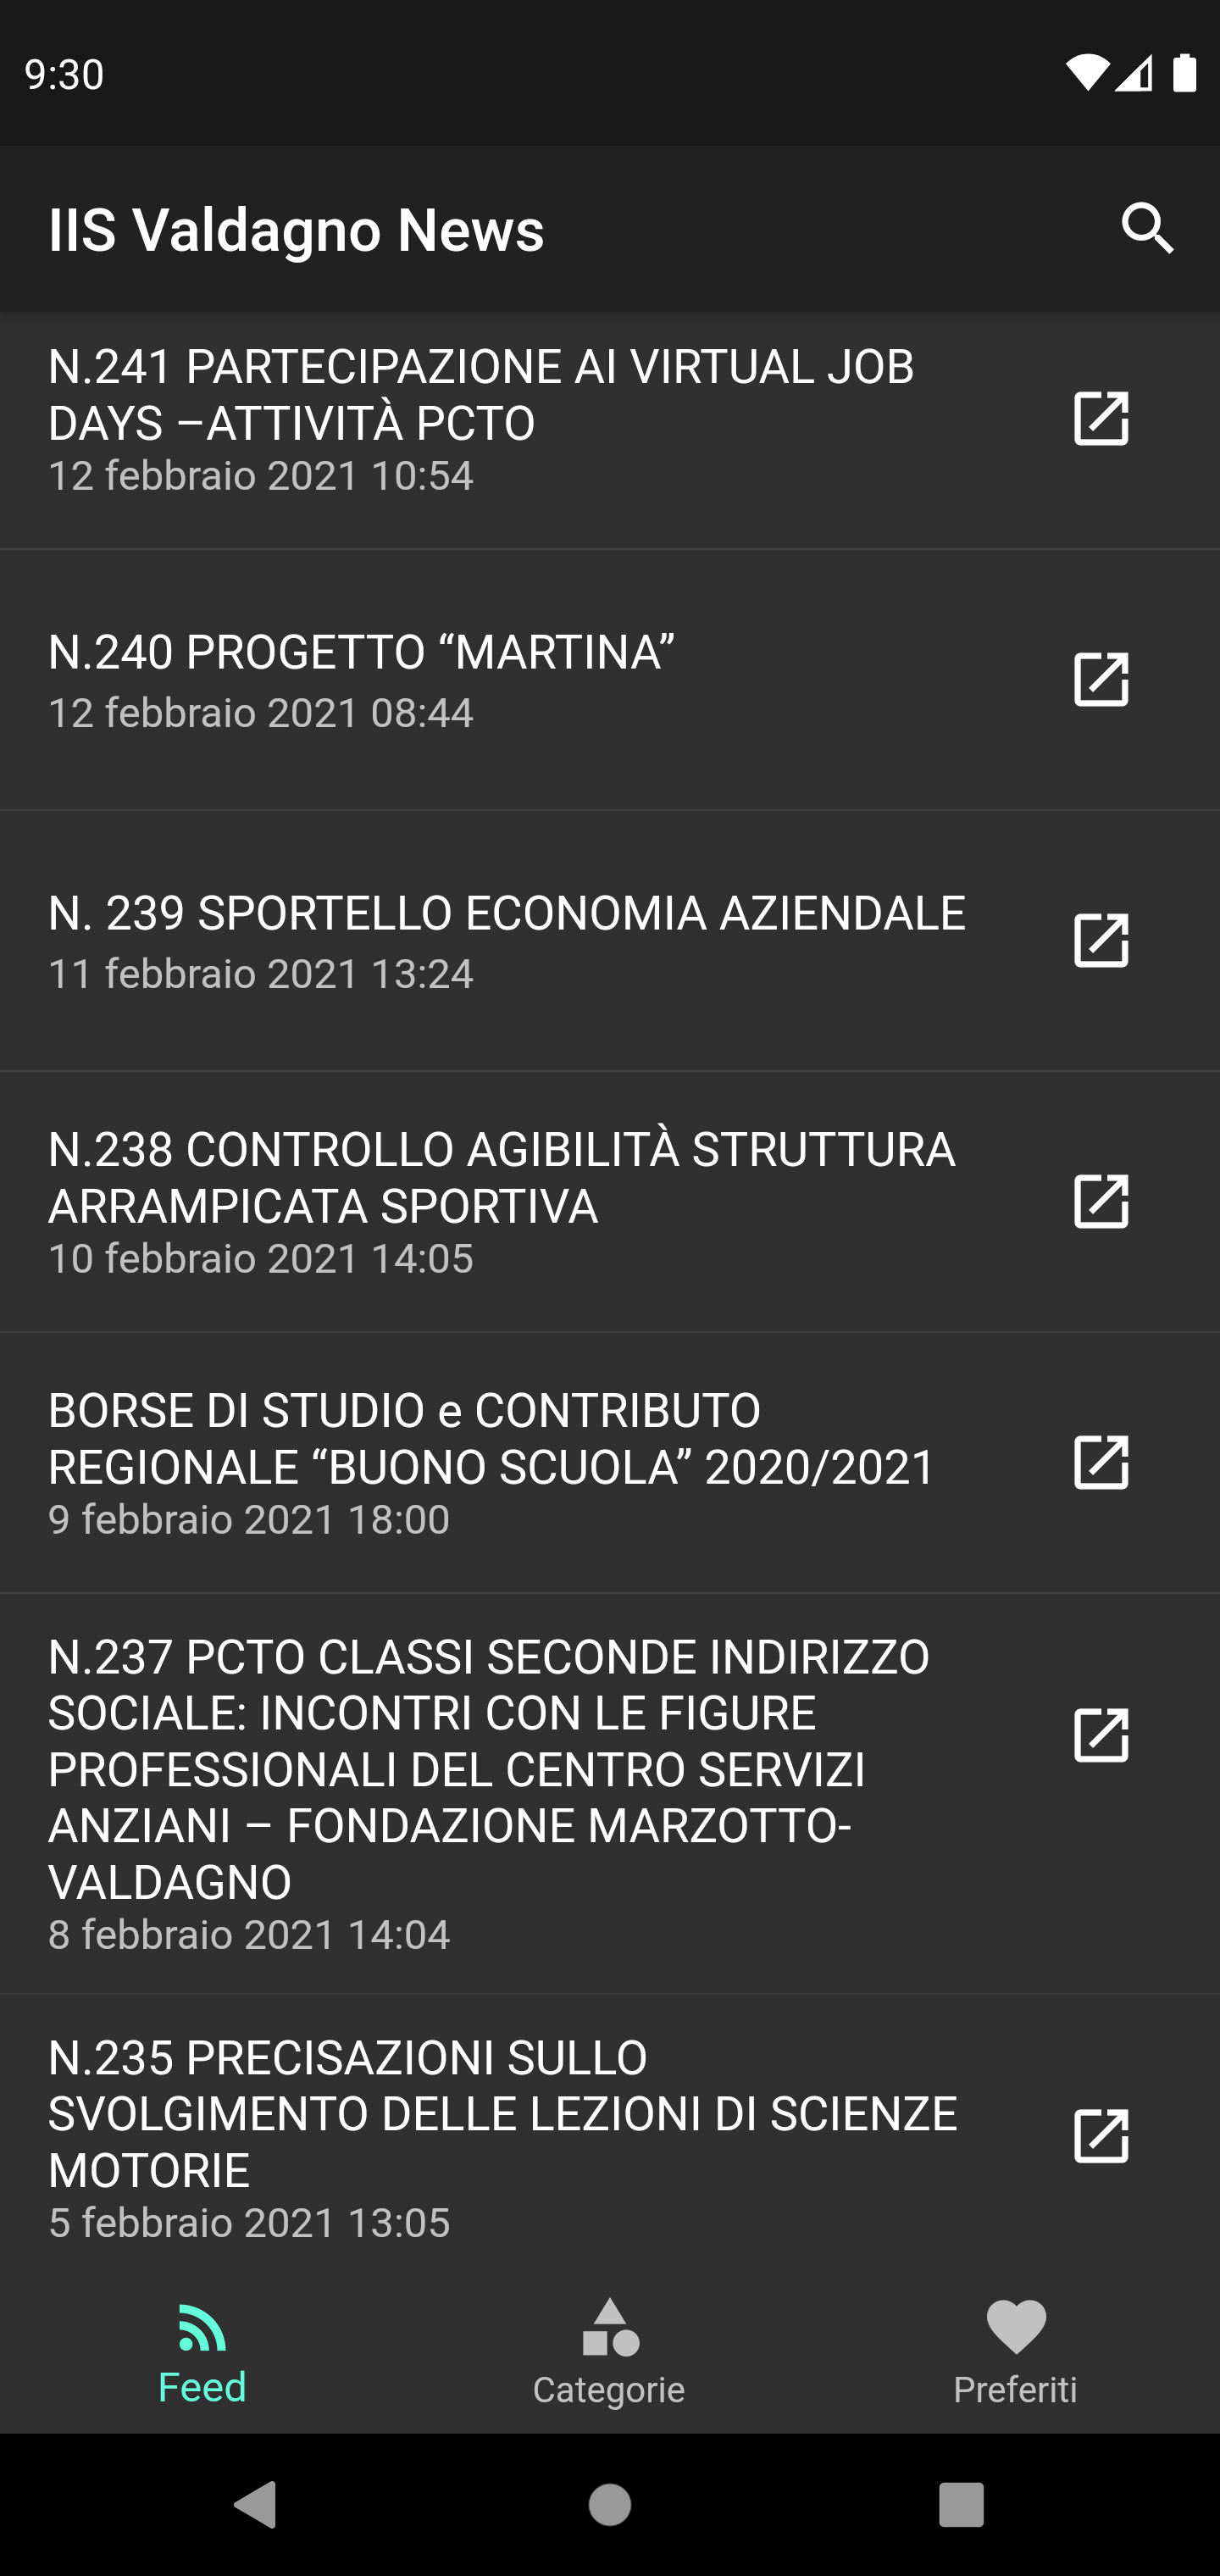 9:30
IIS Valdagno News
N.241 PARTECIPAZIONE AI VIRTUAL JOB
DAYS –ATTIVITÀ PCTO
12 febbraio 2021 10:54
N.240 PROGETTO “MARTINA”
12 febbraio 2021 08:44
N. 239 SPORTELLO ECONOMIA AZIENDALE
11 febbraio 2021 13:24
N.238 CONTROLLO AGIBILITÀ STRUTTURA
ARRAMPICATA SPORTIVA
10 febbraio 2021 14:05
BORSE DI STUDIO e CONTRIBUTO
REGIONALE “BUONO SCUOLA” 2020/2021
9 febbraio 2021 18:00
N.237 PCTO CLASSI SECONDE INDIRIZZO
SOCIALE: INCONTRI CON LE FIGURE
PROFESSIONALI DEL CENTRO SERVIZI
ANZIANI – FONDAZIONE MARZOTTO-
VALDAGNO
8 febbraio 2021 14:04
N.235 PRECISAZIONI SULLO
SVOLGIMENTO DELLE LEZIONI DI SCIENZE
MOTORIE
5 febbraio 2021 13:05
Feed
Categorie
Preferiti